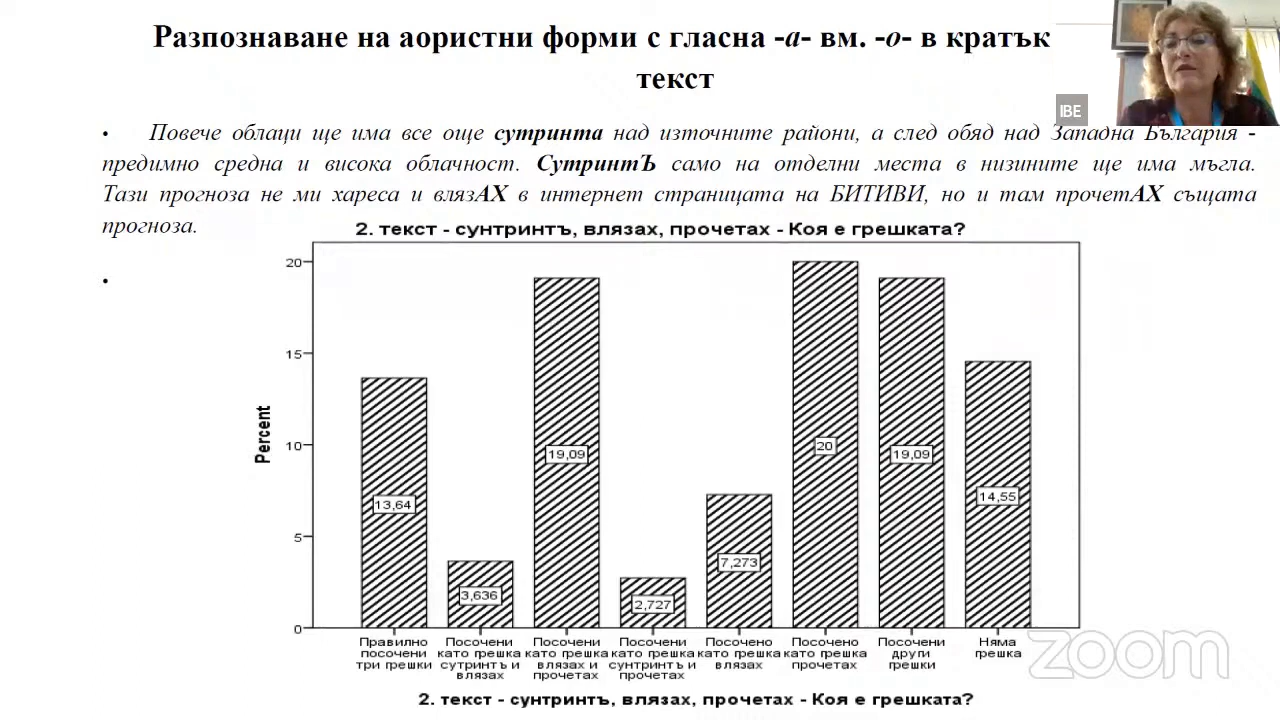 Разпознаване на аористни форми с гласна -а- вм. -о- в кратък
текст
IBE
• Повече облаци ще има все още сутринта над източните райони, а след обяд над Западна България -
предимно средна и висока облачност. СутринтЪ само на отделни места в низините ще има мъгла.
Тази прогноза не ми хареса и влязАХ в интернет страницата на БИТИВИ, но и там прочетАХ същата
прогноза.
•
2. текст - сунтринтъ, влязах, прочетах - Коя е грешката?
Percent
20
15
10
5
0
13,64
3,636
19,09
2,727
7,273
20
19,09
14,55
Правилно
посочени
три грешки
Посочени
като грешка
сутринтъ и
влязах
Посочени
като грешка
влязах и
прочетах
Посочени
като грешка
сунтринтъ и
прочетах
Посочено
като грешка
влязах
Посочено
като грешка
прочетах
Посочени
други
грешки
Няма
грешка
2. текст - сунтринтъ, влязах, прочетах - Коя е грешката?
zoom